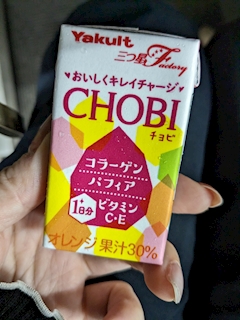 Yakult
三つ星Factory
おいしくキレイチャージ
CHOBI
チョビ
コラーゲン
パフィア
1日分 ビタミン
C・E
オレンジ 果汁30%